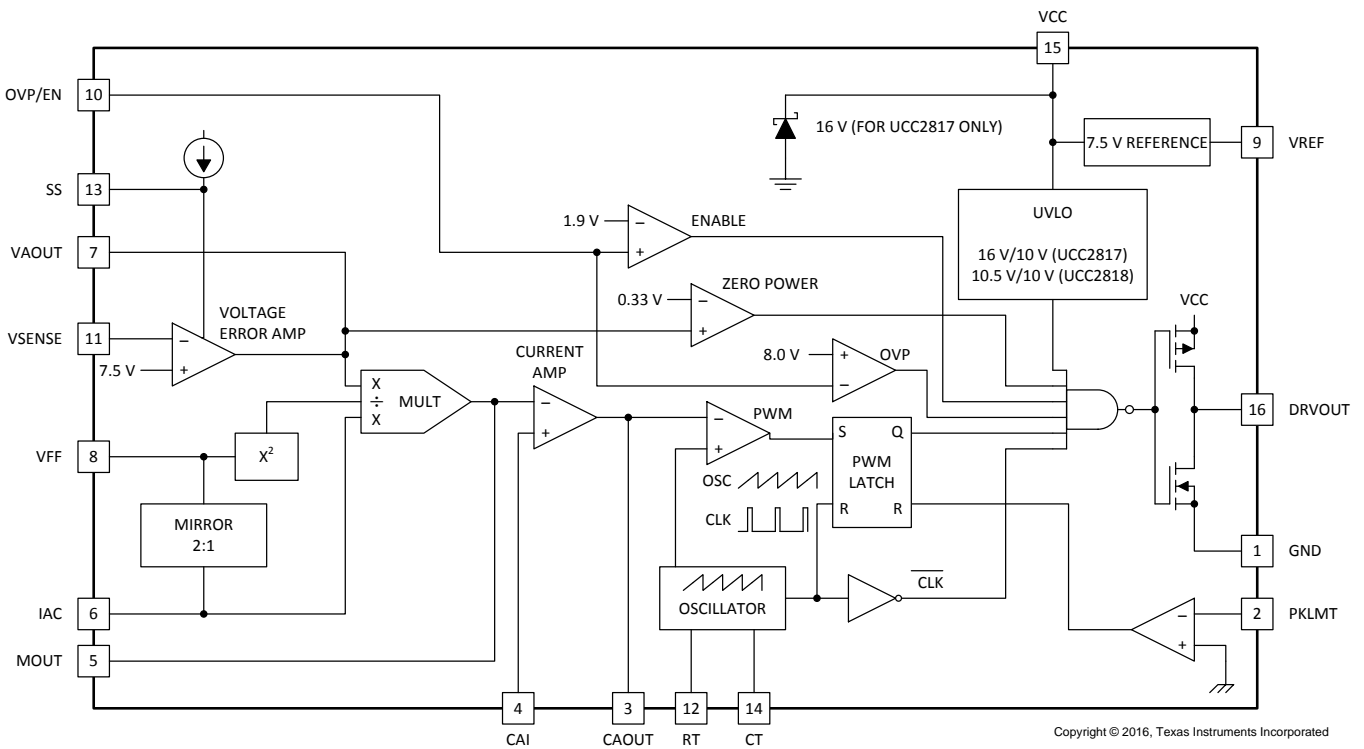 VCC
15
OVP/EN
10
16 V (FOR UCC2817 ONLY)
7.5 V REFERENCE
9
VREF
SS
13
UVLO
16 V/10 V (UCC2817)
10.5 V/10 V (UCC2818)
1.9 V
−
+
ENABLE
VAOUT
7
0.33 V
−
+
ZERO POWER
VCC
VSENSE
11
7.5 V
−
+
VOLTAGE
ERROR AMP
8.0 V
+
−
OVP
CURRENT
AMP
−
+
X
÷
X
MULT
−
+
PWM
16
DRVOUT
S
Q
PWM
LATCH
R
R
VFF
8
X²
OSC
CLK
MIRROR
2:1
1
GND
OSCILLATOR
CLK
IAC
6
−
+
2
PKLMT
MOUT
5
4
3
12
14
CAI
CAOUT
RT
CT
Copyright © 2016, Texas Instruments Incorporated